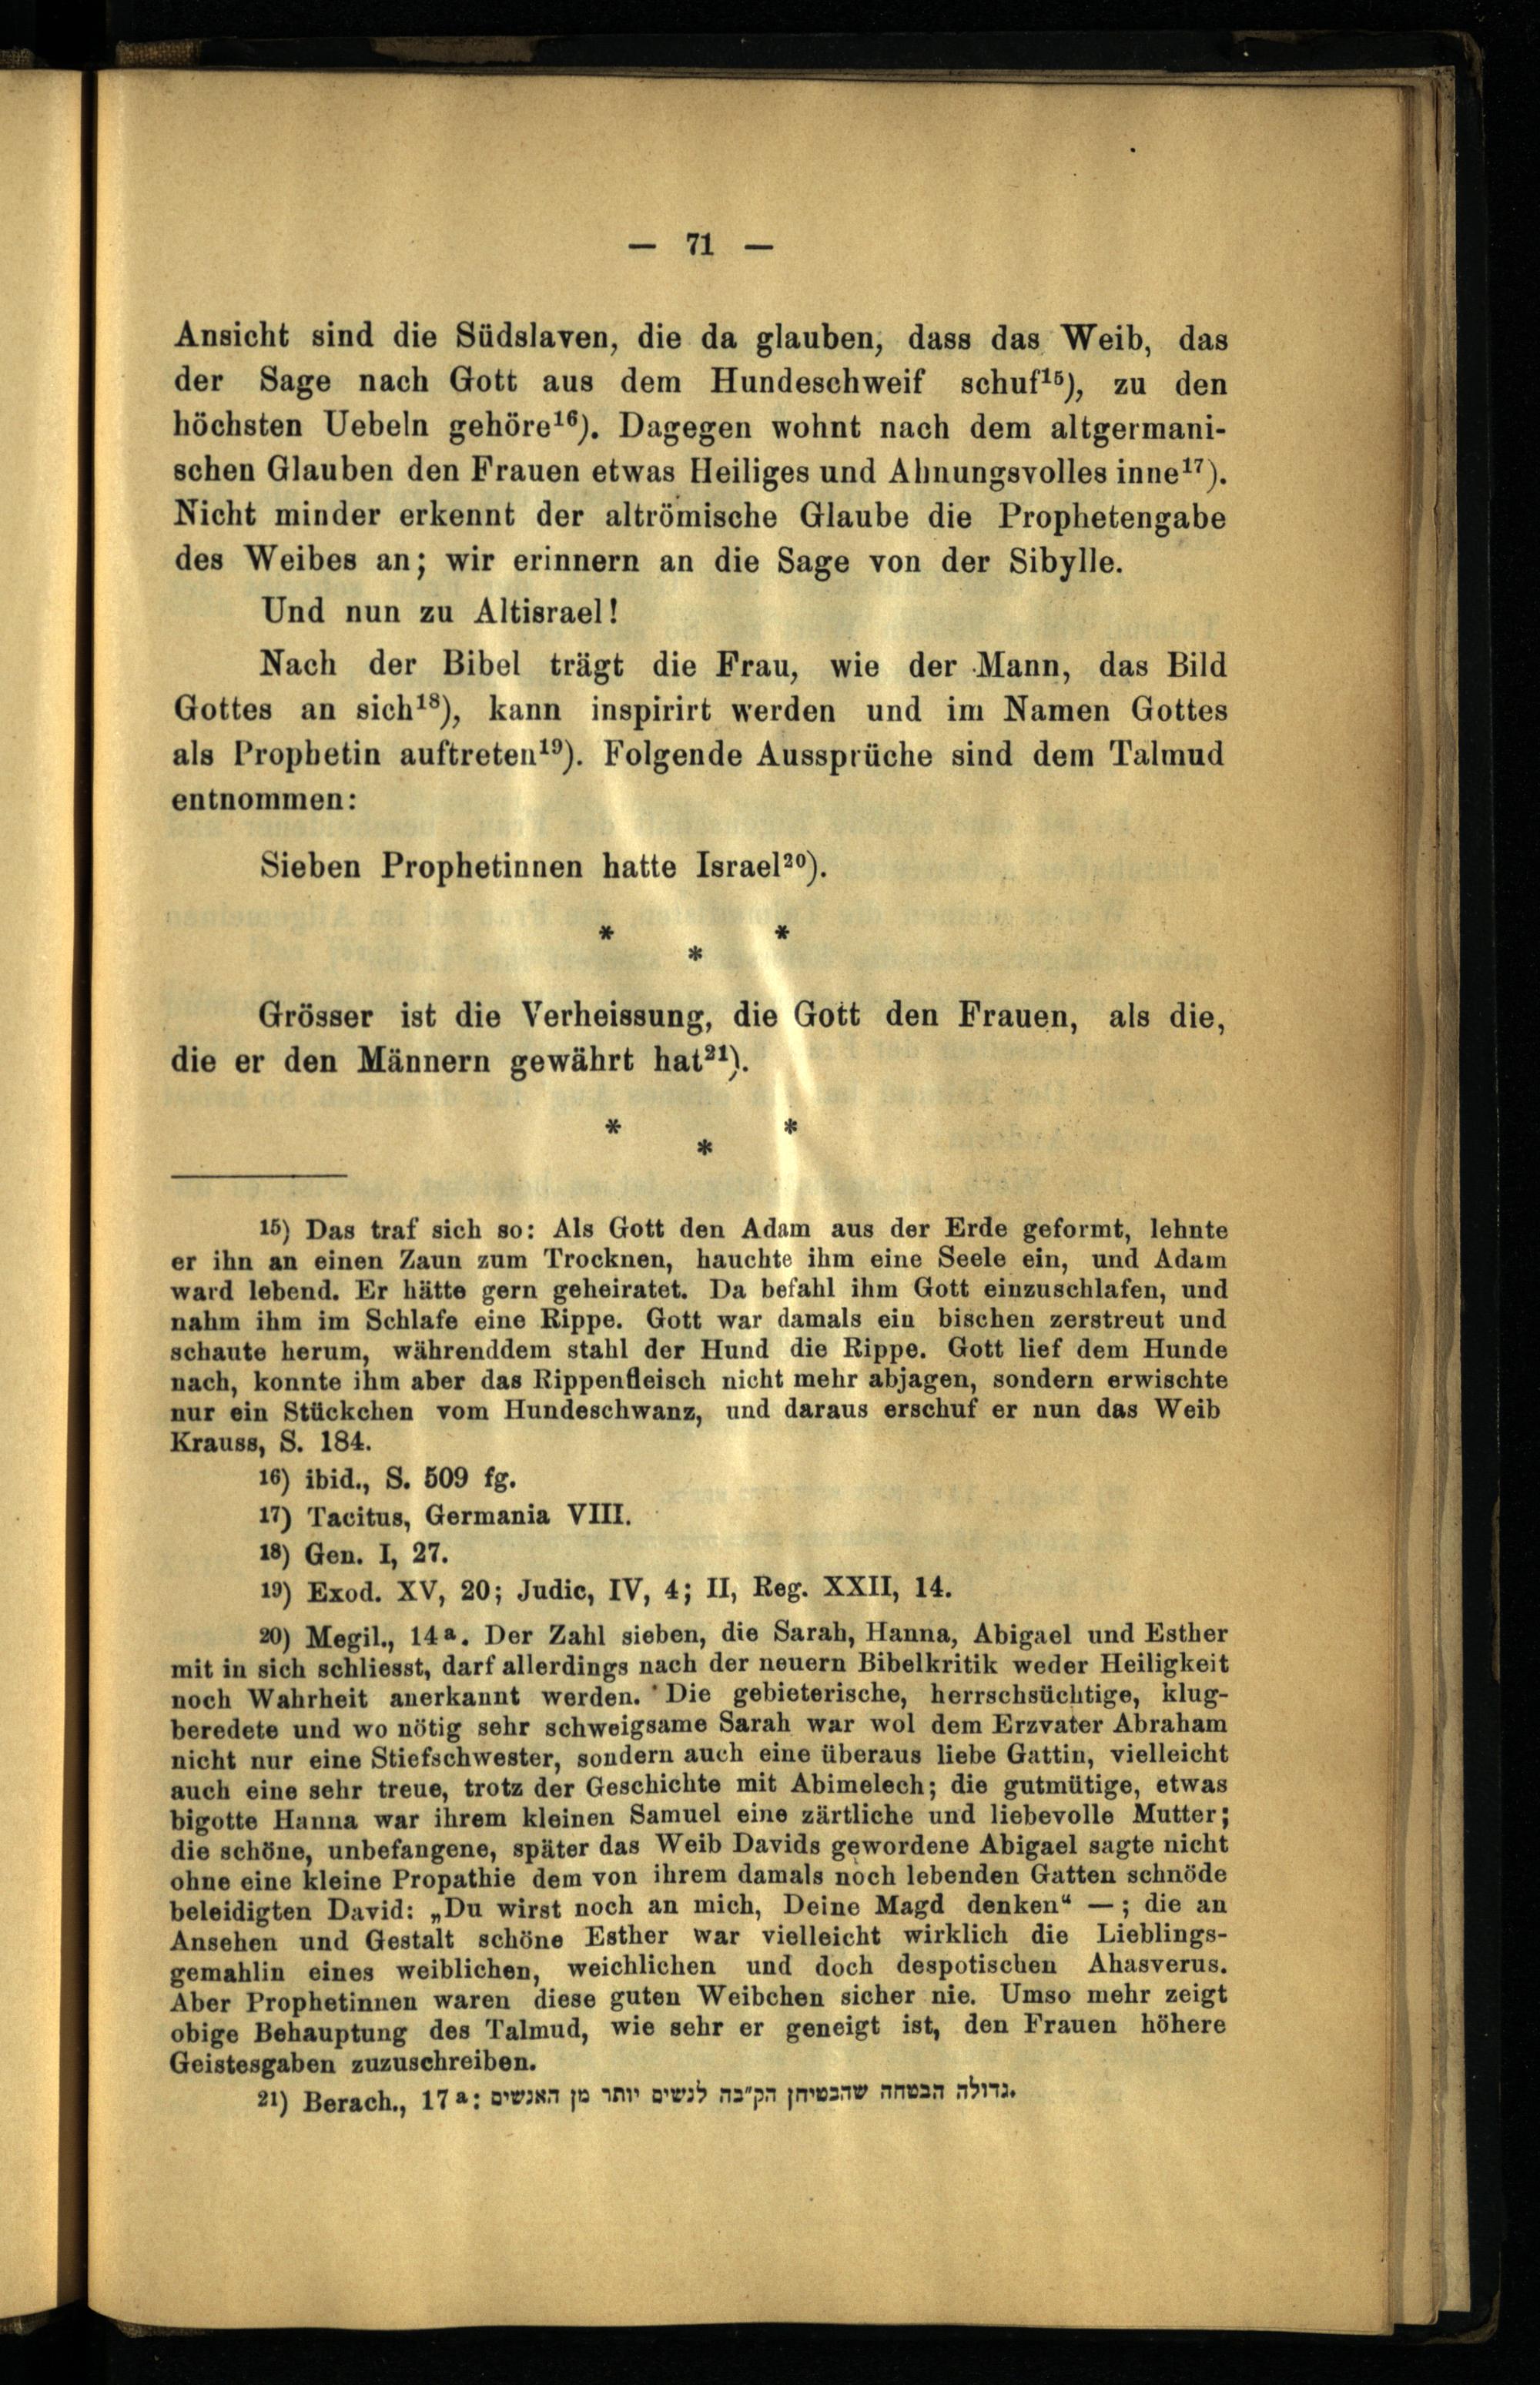 — 71 —
Ansicht sind die Südslaven, die da glauben, dass das Weib, das
der Sage nach Gott aus dem Hundeschweif schuf¹⁵), zu den
höchsten Uebeln gehöre¹⁶). Dagegen wohnt nach dem altgermani-
schen Glauben den Frauen etwas Heiliges und Ahnungsvolles inne¹⁷).
Nicht minder erkennt der altrömische Glaube die Prophetengabe
des Weibes an; wir erinnern an die Sage von der Sibylle.
Und nun zu Altisrael!
Nach der Bibel trägt die Frau, wie der Mann, das Bild
Gottes an sich¹⁸), kann inspirirt werden und im Namen Gottes
als Prophetin auftreten¹⁹). Folgende Aussprüche sind dem Talmud
entnommen:
Sieben Prophetinnen hatte Israel²⁰).
* * *
Grösser ist die Verheissung, die Gott den Frauen, als die,
die er den Männern gewährt hat²¹).
* * *
15) Das traf sich so: Als Gott den Adam aus der Erde geformt, lehnte
er ihn an einen Zaun zum Trocknen, hauchte ihm eine Seele ein, und Adam
ward lebend. Er hätte gern geheiratet. Da befahl ihm Gott einzuschlafen, und
nahm ihm im Schlafe eine Rippe. Gott war damals ein bischen zerstreut und
schaute herum, währenddem stahl der Hund die Rippe. Gott lief dem Hunde
nach, konnte ihm aber das Rippenfleisch nicht mehr abjagen, sondern erwischte
nur ein Stückchen vom Hundeschwanz, und daraus erschuf er nun das Weib
Krauss, S. 184.
16) ibid., S. 509 fg.
17) Tacitus, Germania VIII.
18) Gen. I, 27.
19) Exod. XV, 20; Judic, IV, 4; II, Reg. XXII, 14.
20) Megil., 14a. Der Zahl sieben, die Sarah, Hanna, Abigael und Esther
mit in sich schliesst, darf allerdings nach der neuern Bibelkritik weder Heiligkeit
noch Wahrheit anerkannt werden. Die gebieterische, herrschsüchtige, klug-
beredete und wo nötig sehr schweigsame Sarah war wol dem Erzvater Abraham
nicht nur eine Stiefschwester, sondern auch eine überaus liebe Gattin, vielleicht
auch eine sehr treue, trotz der Geschichte mit Abimelech; die gutmütige, etwas
bigotte Hanna war ihrem kleinen Samuel eine zärtliche und liebevolle Mutter;
die schöne, unbefangene, später das Weib Davids gewordene Abigael sagte nicht
ohne eine kleine Propathie dem von ihrem damals noch lebenden Gatten schnöde
beleidigten David: „Du wirst noch an mich, Deine Magd denken“ —; die an
Ansehen und Gestalt schöne Esther war vielleicht wirklich die Lieblings-
gemahlin eines weiblichen, weichlichen und doch despotischen Ahasverus.
Aber Prophetinnen waren diese guten Weibchen sicher nie. Umso mehr zeigt
obige Behauptung des Talmud, wie sehr er geneigt ist, den Frauen höhere
Geistesgaben zuzuschreiben.
21) Berach., 17a: גדולה הבטחה שהבטיחן הק״בה לנשים יותר מן האנשים.